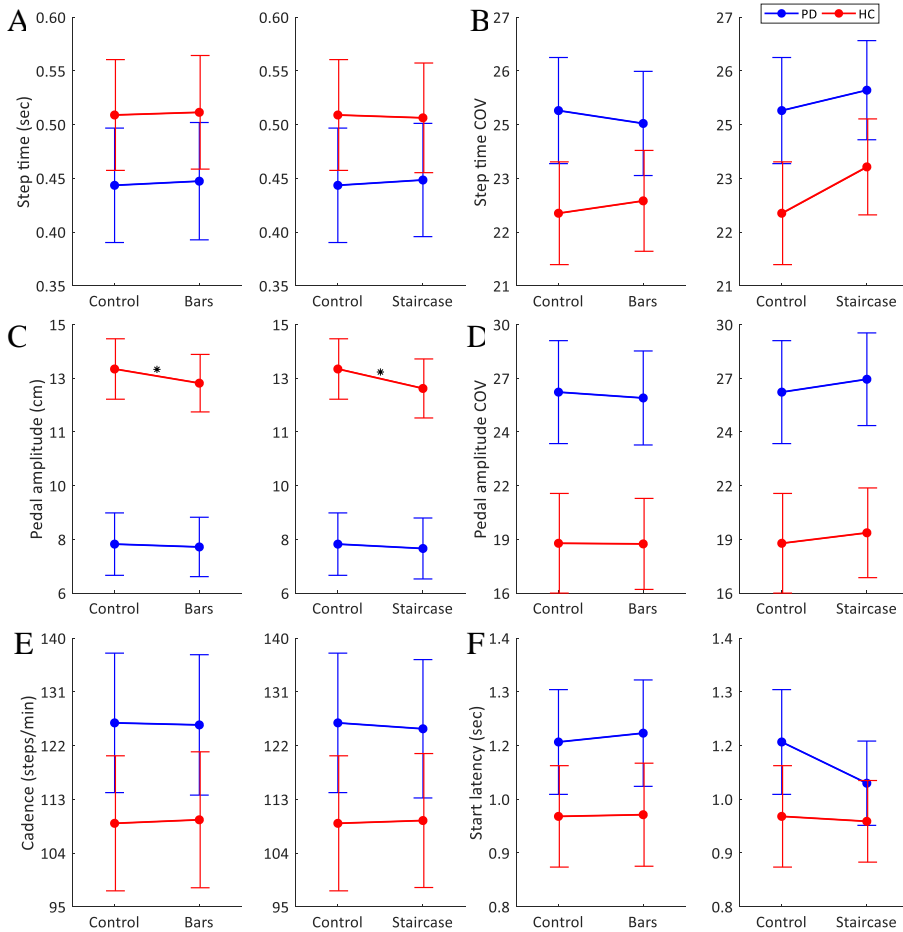 PD HC
A
Step time (sec)
0.60
0.55
0.50
0.45
0.40
0.35
Control Bars
0.60
0.55
0.50
0.45
0.40
0.35
Control Staircase
B
Step time COV
27
26
25
23
22
21
Control Bars
27
26
25
23
22
21
Control Staircase
C
Pedal amplitude (cm)
15
13
11
10
8
6
*
Control Bars
15
13
11
10
8
6
*
Control Staircase
D
Pedal amplitude COV
30
27
24
22
19
16
Control Bars
30
27
24
22
19
16
Control Staircase
E
Cadence (steps/min)
140
131
122
113
104
95
Control Bars
140
131
122
113
104
95
Control Staircase
F
Start latency (sec)
1.4
1.3
1.2
1.0
0.9
0.8
Control Bars
1.4
1.3
1.2
1.0
0.9
0.8
Control Staircase